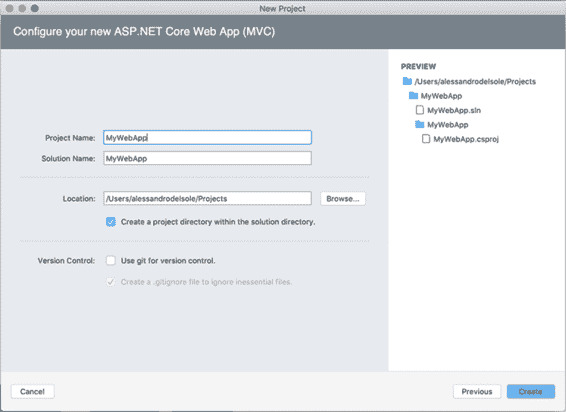 New Project
Configure your new ASP.NET Core Web App (MVC)
Project Name: MyWebApp
Solution Name: MyWebApp
Location: /Users/alessandrodelsole/Projects Browse...
Create a project directory within the solution directory.
Version Control: Use git for version control.
Create a .gitignore file to ignore inessential files.
PREVIEW
/Users/alessandrodelsole/Projects
MyWebApp
MyWebApp.sln
MyWebApp
MyWebApp.csproj
Cancel Previous Create